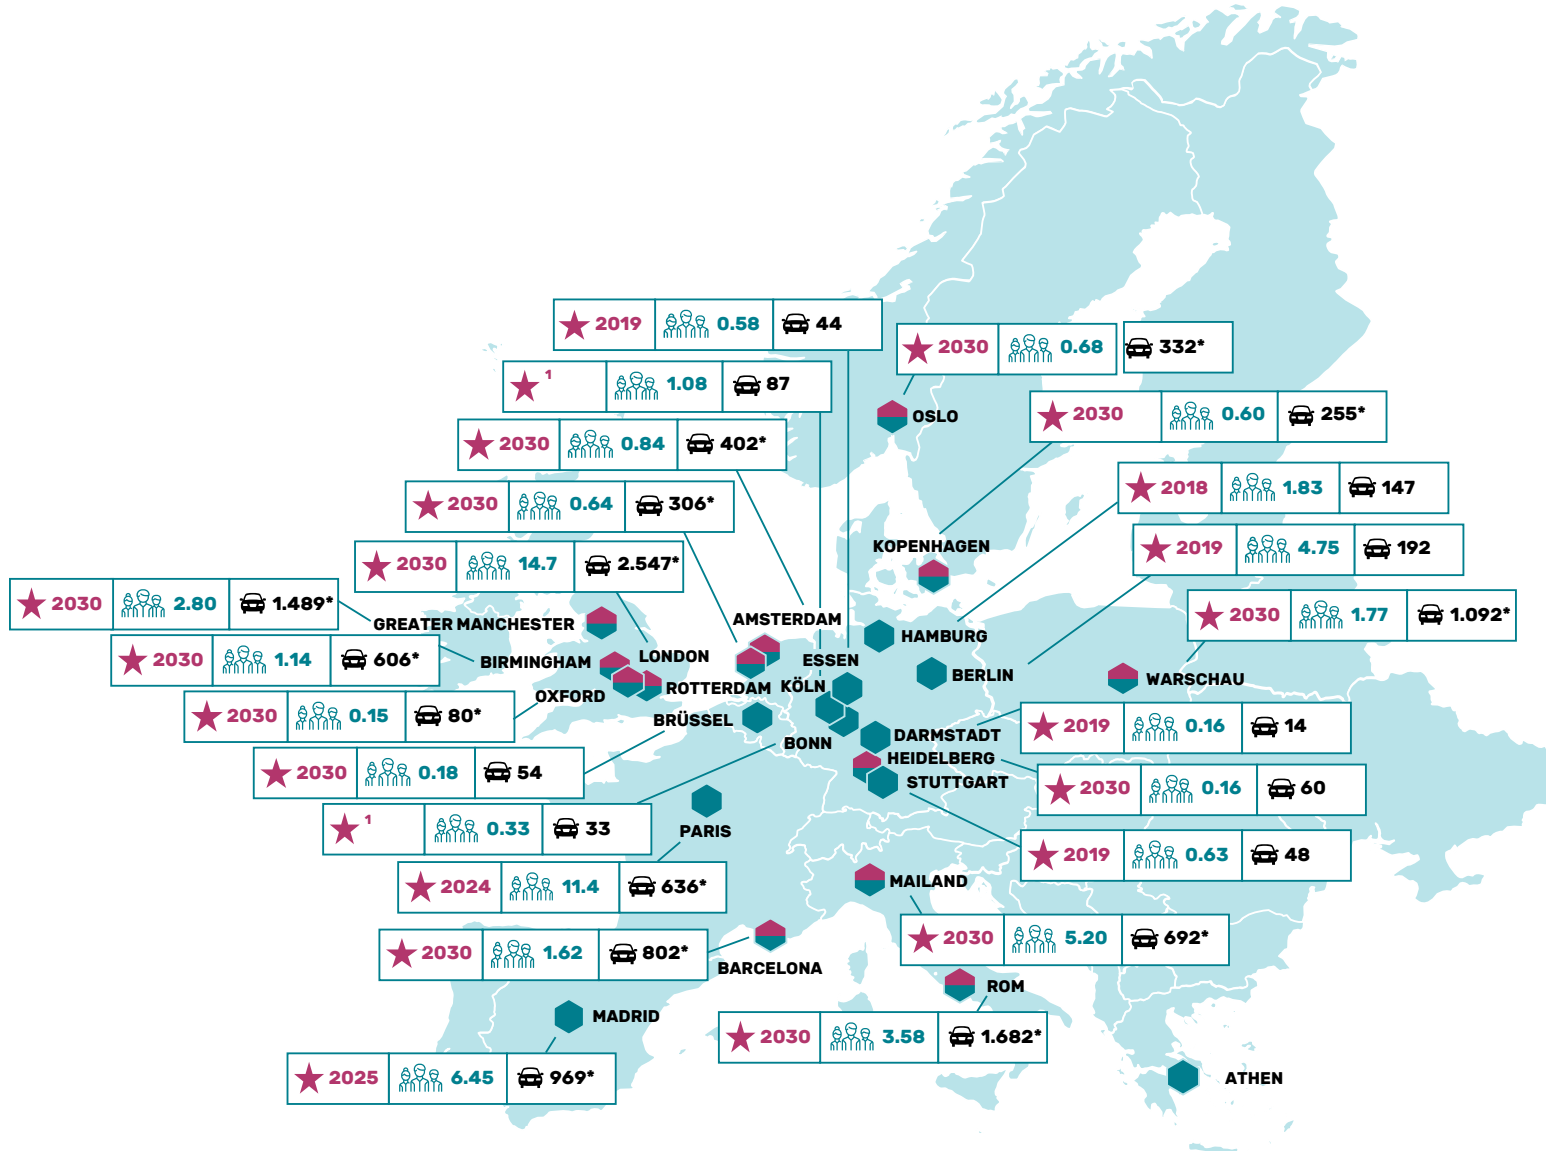 2019 0.58 44
2030 0.68 332*
1 1.08 87
OSLO
2030 0.60 255*
2030 0.84 402*
2018 1.83 147
2030 0.64 306*
2019 4.75 192
KOPENHAGEN
2030 14.7 2.547*
2030 2.80 1.489*
2030 1.77 1.092*
GREATER MANCHESTER
AMSTERDAM
HAMBURG
2030 1.14 606*
BIRMINGHAM
LONDON
ESSEN
BERLIN
WARSCHAU
OXFORD
ROTTERDAM
KÖLN
2030 0.15 80*
BRÜSSEL
2019 0.16 14
BONN
DARMSTADT
HEIDELBERG
2030 0.18 54
STUTTGART
2030 0.16 60
1 0.33 33
PARIS
2019 0.63 48
2024 11.4 636*
MAILAND
2030 5.20 692*
2030 1.62 802*
BARCELONA
ROM
MADRID
2030 3.58 1.682*
2025 6.45 969*
ATHEN